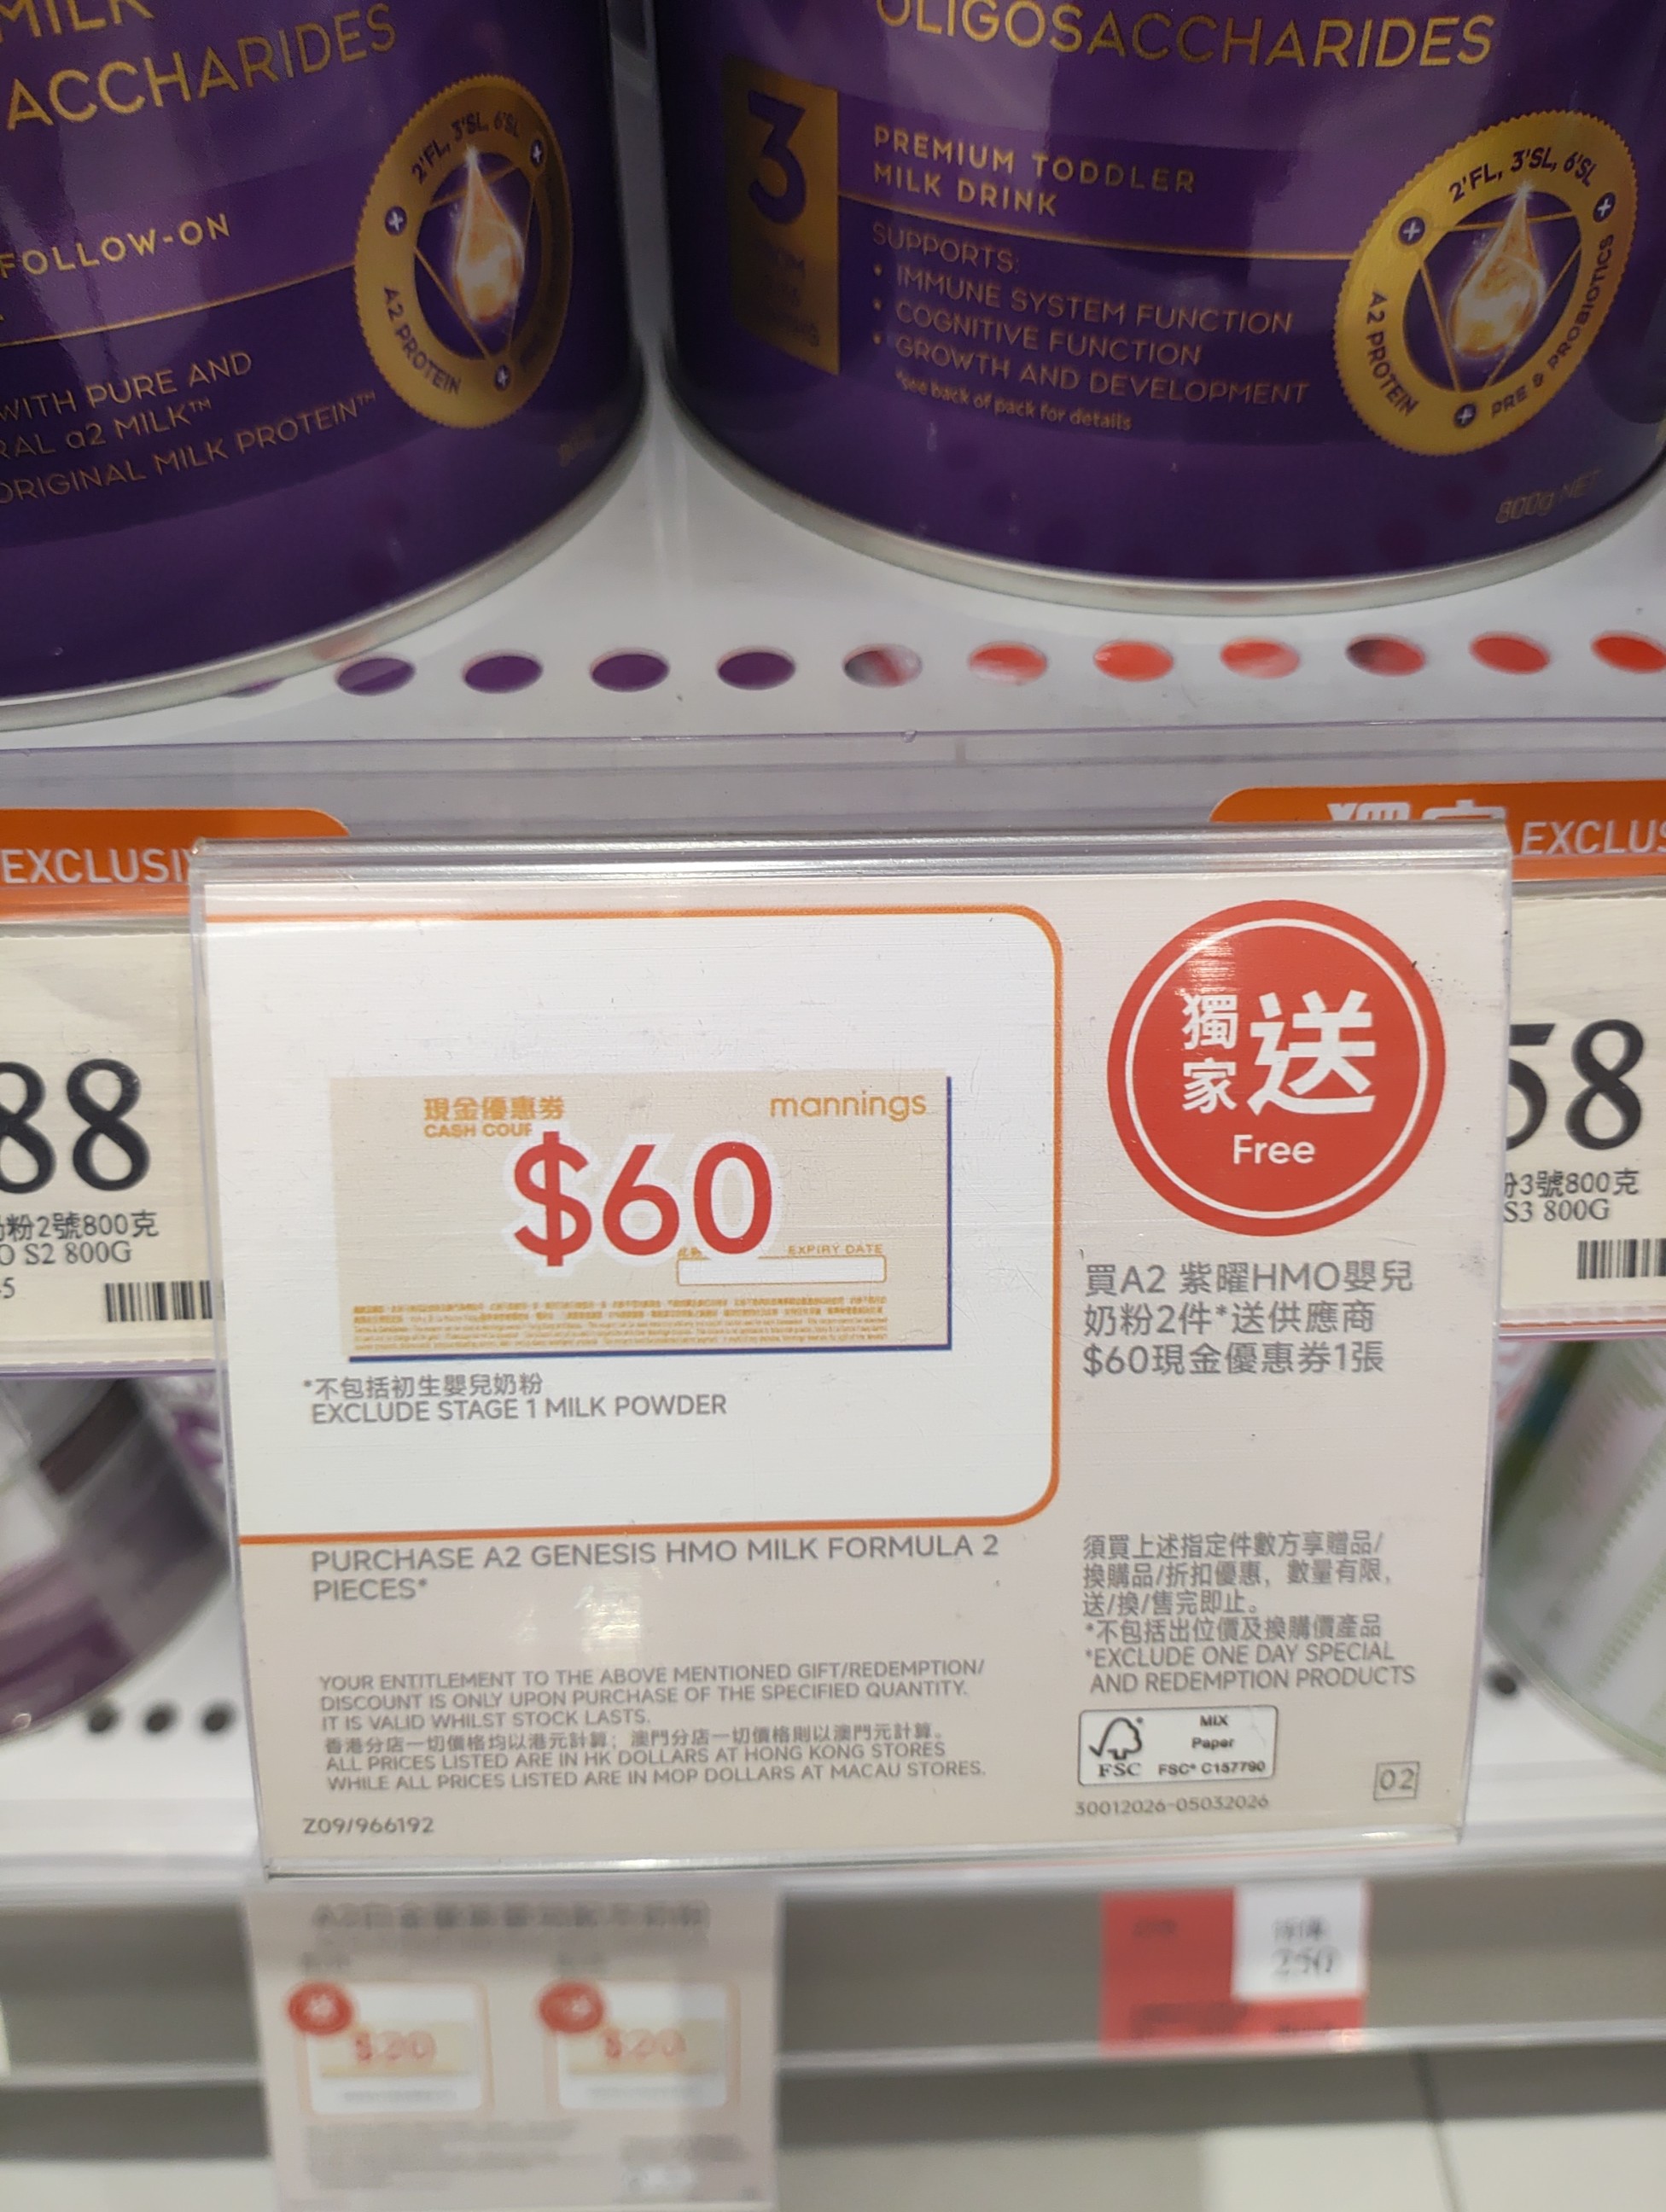 MILK
ACCHARIDES
2'FL, 3'SL, 6'SL
A2 PROTEIN
FOLLOW-ON
WITH PURE AND
RAL a2 MILK™
ORIGINAL MILK PROTEIN™
OLIGOSACCHARIDES
3
PREMIUM TODDLER
MILK DRINK
SUPPORTS:
• IMMUNE SYSTEM FUNCTION
• COGNITIVE FUNCTION
• GROWTH AND DEVELOPMENT
*see back of pack for details
2'FL, 3'SL, 6'SL
A2 PROTEIN
PRE & PROBIOTICS
800g NET
EXCLUSIV
獨家 EXCLUS
88
粉2號800克
O S2 800G
58
粉3號800克
S3 800G
現金優惠券
CASH COUP
mannings
$60
EXPIRY DATE
*不包括初生嬰兒奶粉
EXCLUDE STAGE 1 MILK POWDER
獨家送
Free
買A2 紫曜HMO嬰兒
奶粉2件*送供應商
$60現金優惠券1張
PURCHASE A2 GENESIS HMO MILK FORMULA 2
PIECES*
須買上述指定件數方享贈品/
換購品/折扣優惠，數量有限，
送/換/售完即止。
*不包括出位價及換購價產品
*EXCLUDE ONE DAY SPECIAL
AND REDEMPTION PRODUCTS
YOUR ENTITLEMENT TO THE ABOVE MENTIONED GIFT/REDEMPTION/
DISCOUNT IS ONLY UPON PURCHASE OF THE SPECIFIED QUANTITY.
IT IS VALID WHILST STOCK LASTS.
香港分店一切價格均以港元計算；澳門分店一切價格則以澳門元計算。
ALL PRICES LISTED ARE IN HK DOLLARS AT HONG KONG STORES
WHILE ALL PRICES LISTED ARE IN MOP DOLLARS AT MACAU STORES.
Z09/966192
FSC
MIX
Paper
FSC® C157790
30012026-05032026
02
$20
$20
250